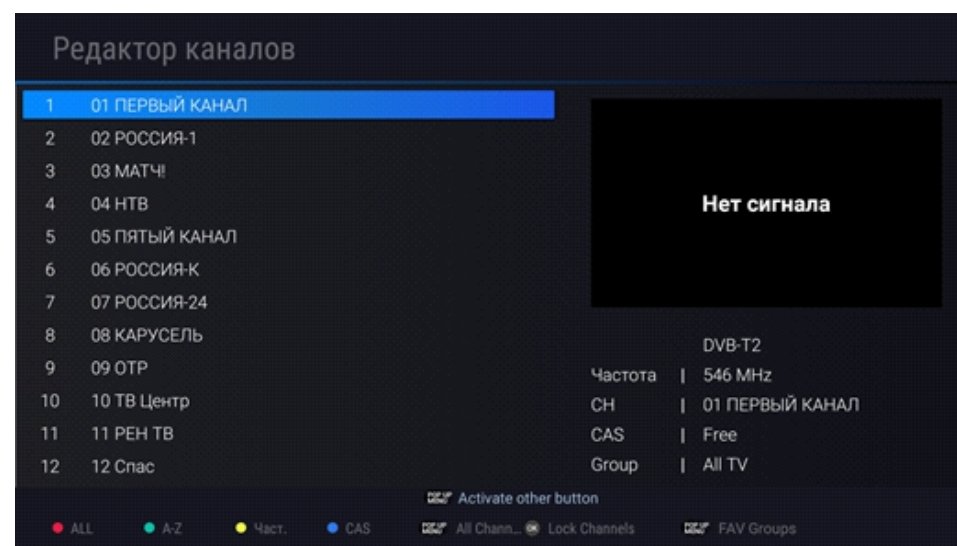 Редактор каналов
1 01 ПЕРВЫЙ КАНАЛ
2 02 РОССИЯ-1
3 03 МАТЧ!
4 04 НТВ
5 05 ПЯТЫЙ КАНАЛ
6 06 РОССИЯ-К
7 07 РОССИЯ-24
8 08 КАРУСЕЛЬ
9 09 ОТР
10 10 ТВ Центр
11 11 РЕН ТВ
12 12 Спас
Нет сигнала
DVB-T2
Частота | 546 MHz
CH | 01 ПЕРВЫЙ КАНАЛ
CAS | Free
Group | All TV
Activate other button
ALL A-Z Част. CAS All Chann... OK Lock Channels FAV Groups